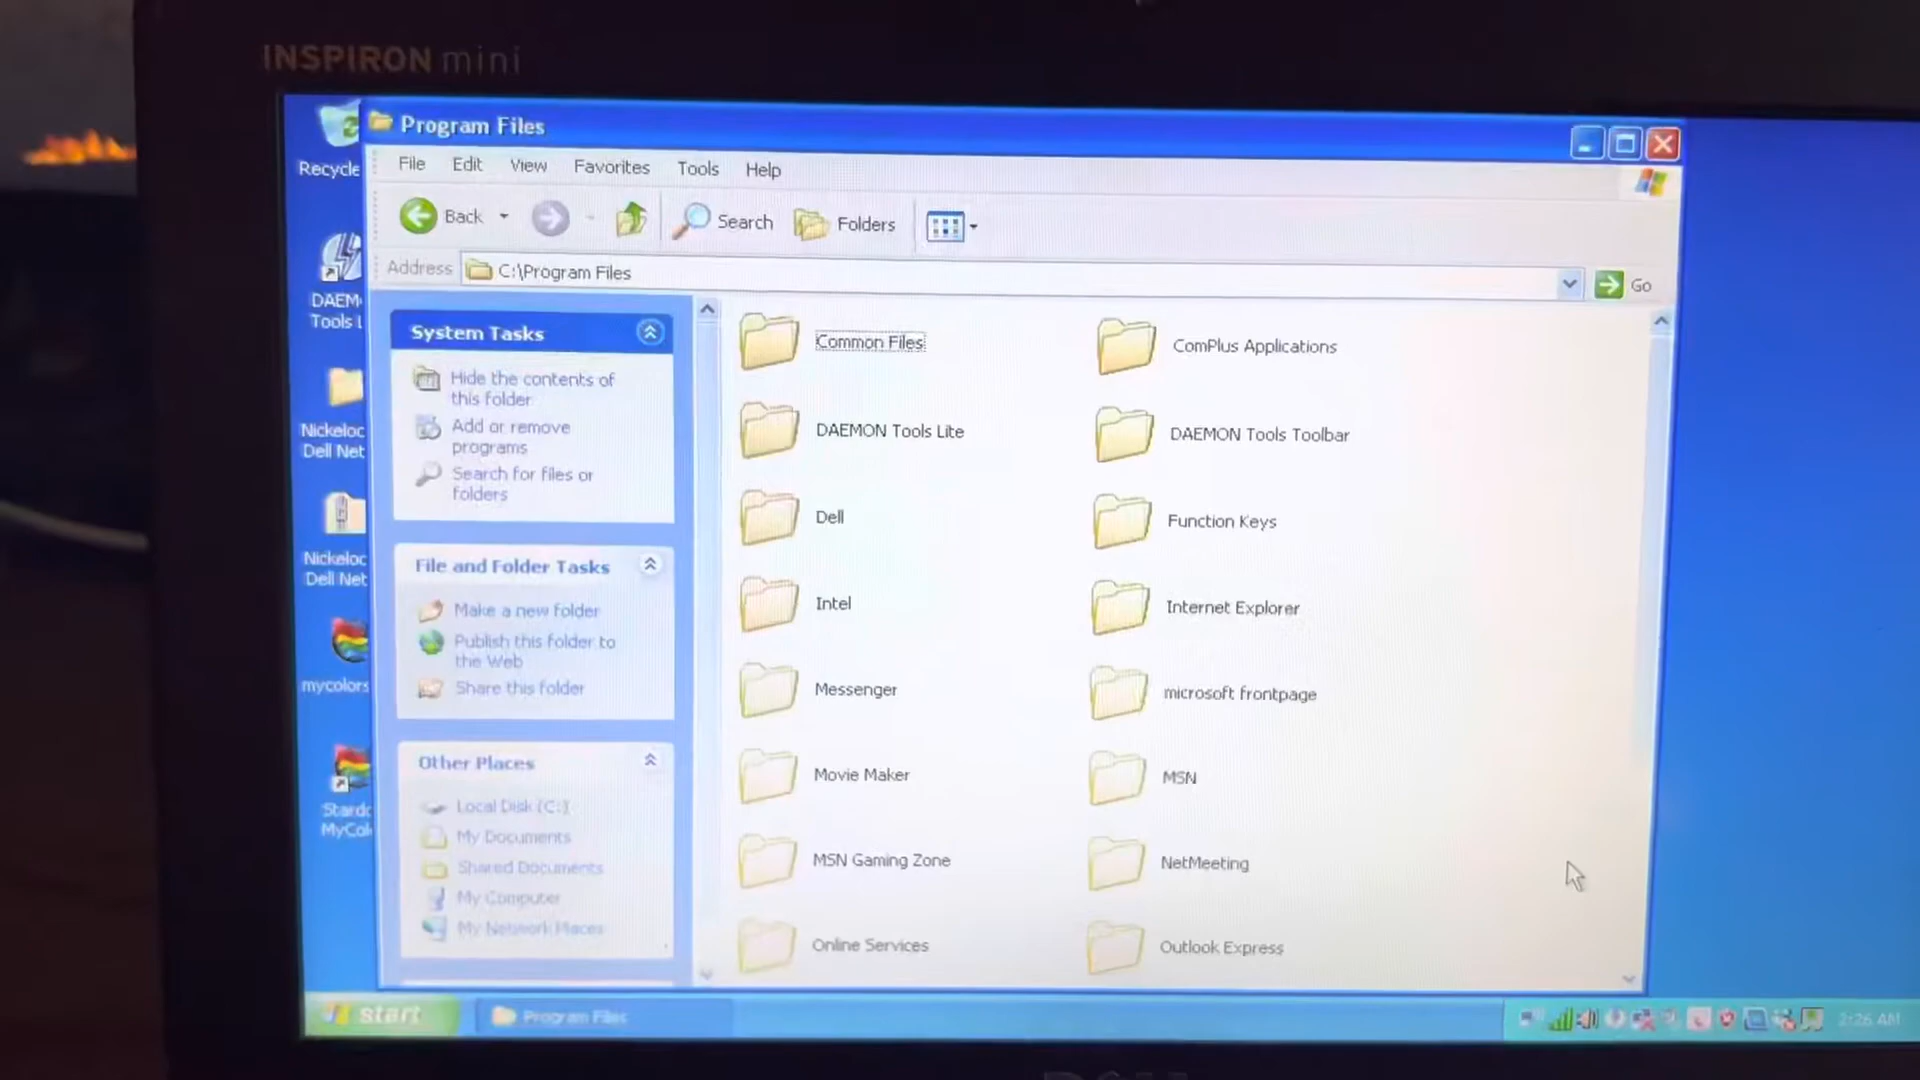 INSPIRON mini
Recycle
DAEM
Tools L
Nickeloc
Dell Net
Nickeloc
Dell Net
mycolors
Stardo
MyCol
Program Files
File Edit View Favorites Tools Help
Back Search Folders
Address C:\Program Files Go
System Tasks
Hide the contents of
this folder
Add or remove
programs
Search for files or
folders
File and Folder Tasks
Make a new folder
Publish this folder to
the Web
Share this folder
Other Places
Local Disk (C:)
My Documents
Shared Documents
My Computer
My Network Places
Common Files
ComPlus Applications
DAEMON Tools Lite
DAEMON Tools Toolbar
Dell
Function Keys
Intel
Internet Explorer
Messenger
microsoft frontpage
Movie Maker
MSN
MSN Gaming Zone
NetMeeting
Online Services
Outlook Express
start
Program Files
2:26 AM